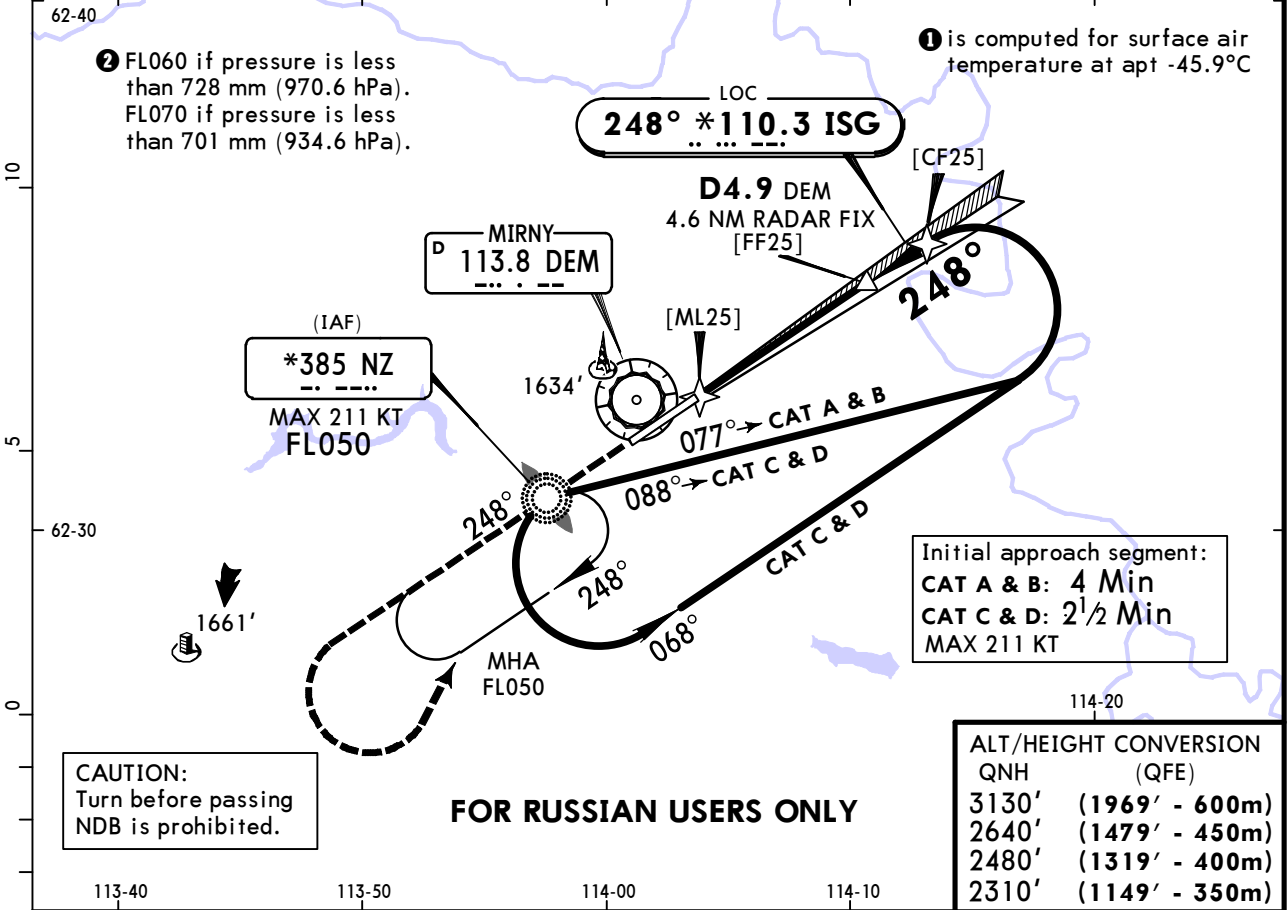 62-40
❷ FL060 if pressure is less
than 728 mm (970.6 hPa).
FL070 if pressure is less
than 701 mm (934.6 hPa).
❶ is computed for surface air
temperature at apt -45.9°C
LOC
248° *110.3 ISG
[CF25]
10
D4.9 DEM
4.6 NM RADAR FIX
[FF25]
MIRNY
D 113.8 DEM
248°
(IAF)
*385 NZ
MAX 211 KT
FL050
[ML25]
1634'
077° → CAT A & B
088° → CAT C & D
5
248°
62-30
CAT C & D
248°
068°
Initial approach segment:
CAT A & B: 4 Min
CAT C & D: 2½ Min
MAX 211 KT
1661'
L
MHA
FL050
0
114-20
CAUTION:
Turn before passing
NDB is prohibited.
FOR RUSSIAN USERS ONLY
ALT/HEIGHT CONVERSION
QNH (QFE)
3130' (1969' - 600m)
2640' (1479' - 450m)
2480' (1319' - 400m)
2310' (1149' - 350m)
113-40
113-50
114-00
114-10